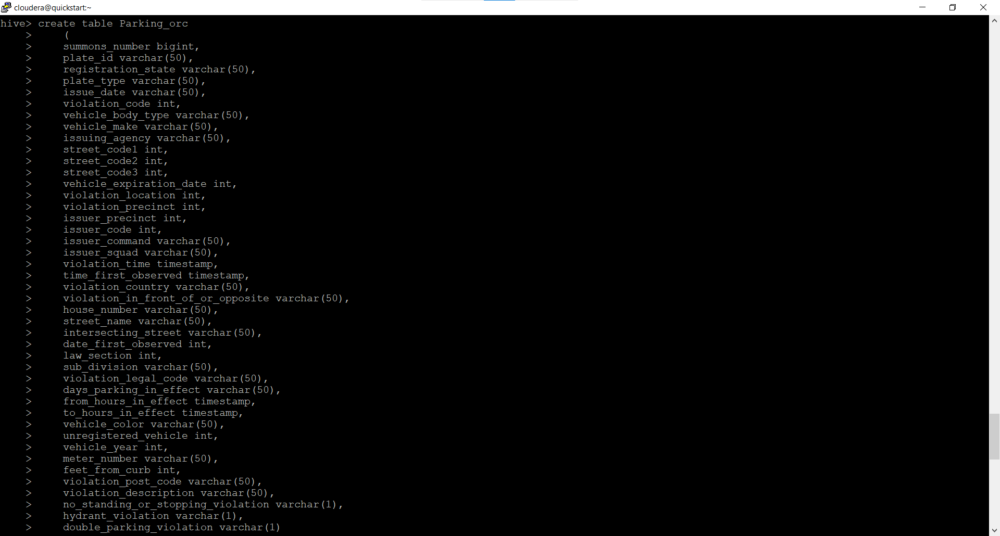 cloudera@quickstart:~
hive> create table Parking_orc
> (
> summons_number bigint,
> plate_id varchar(50),
> registration_state varchar(50),
> plate_type varchar(50),
> issue_date varchar(50),
> violation_code int,
> vehicle_body_type varchar(50),
> vehicle_make varchar(50),
> issuing_agency varchar(50),
> street_code1 int,
> street_code2 int,
> street_code3 int,
> vehicle_expiration_date int,
> violation_location int,
> violation_precinct int,
> issuer_precinct int,
> issuer_code int,
> issuer_command varchar(50),
> issuer_squad varchar(50),
> violation_time timestamp,
> time_first_observed timestamp,
> violation_country varchar(50),
> violation_in_front_of_or_opposite varchar(50),
> house_number varchar(50),
> street_name varchar(50),
> intersecting_street varchar(50),
> date_first_observed int,
> law_section int,
> sub_division varchar(50),
> violation_legal_code varchar(50),
> days_parking_in_effect varchar(50),
> from_hours_in_effect timestamp,
> to_hours_in_effect timestamp,
> vehicle_color varchar(50),
> unregistered_vehicle int,
> vehicle_year int,
> meter_number varchar(50),
> feet_from_curb int,
> violation_post_code varchar(50),
> violation_description varchar(50),
> no_standing_or_stopping_violation varchar(1),
> hydrant_violation varchar(1),
> double_parking_violation varchar(1)